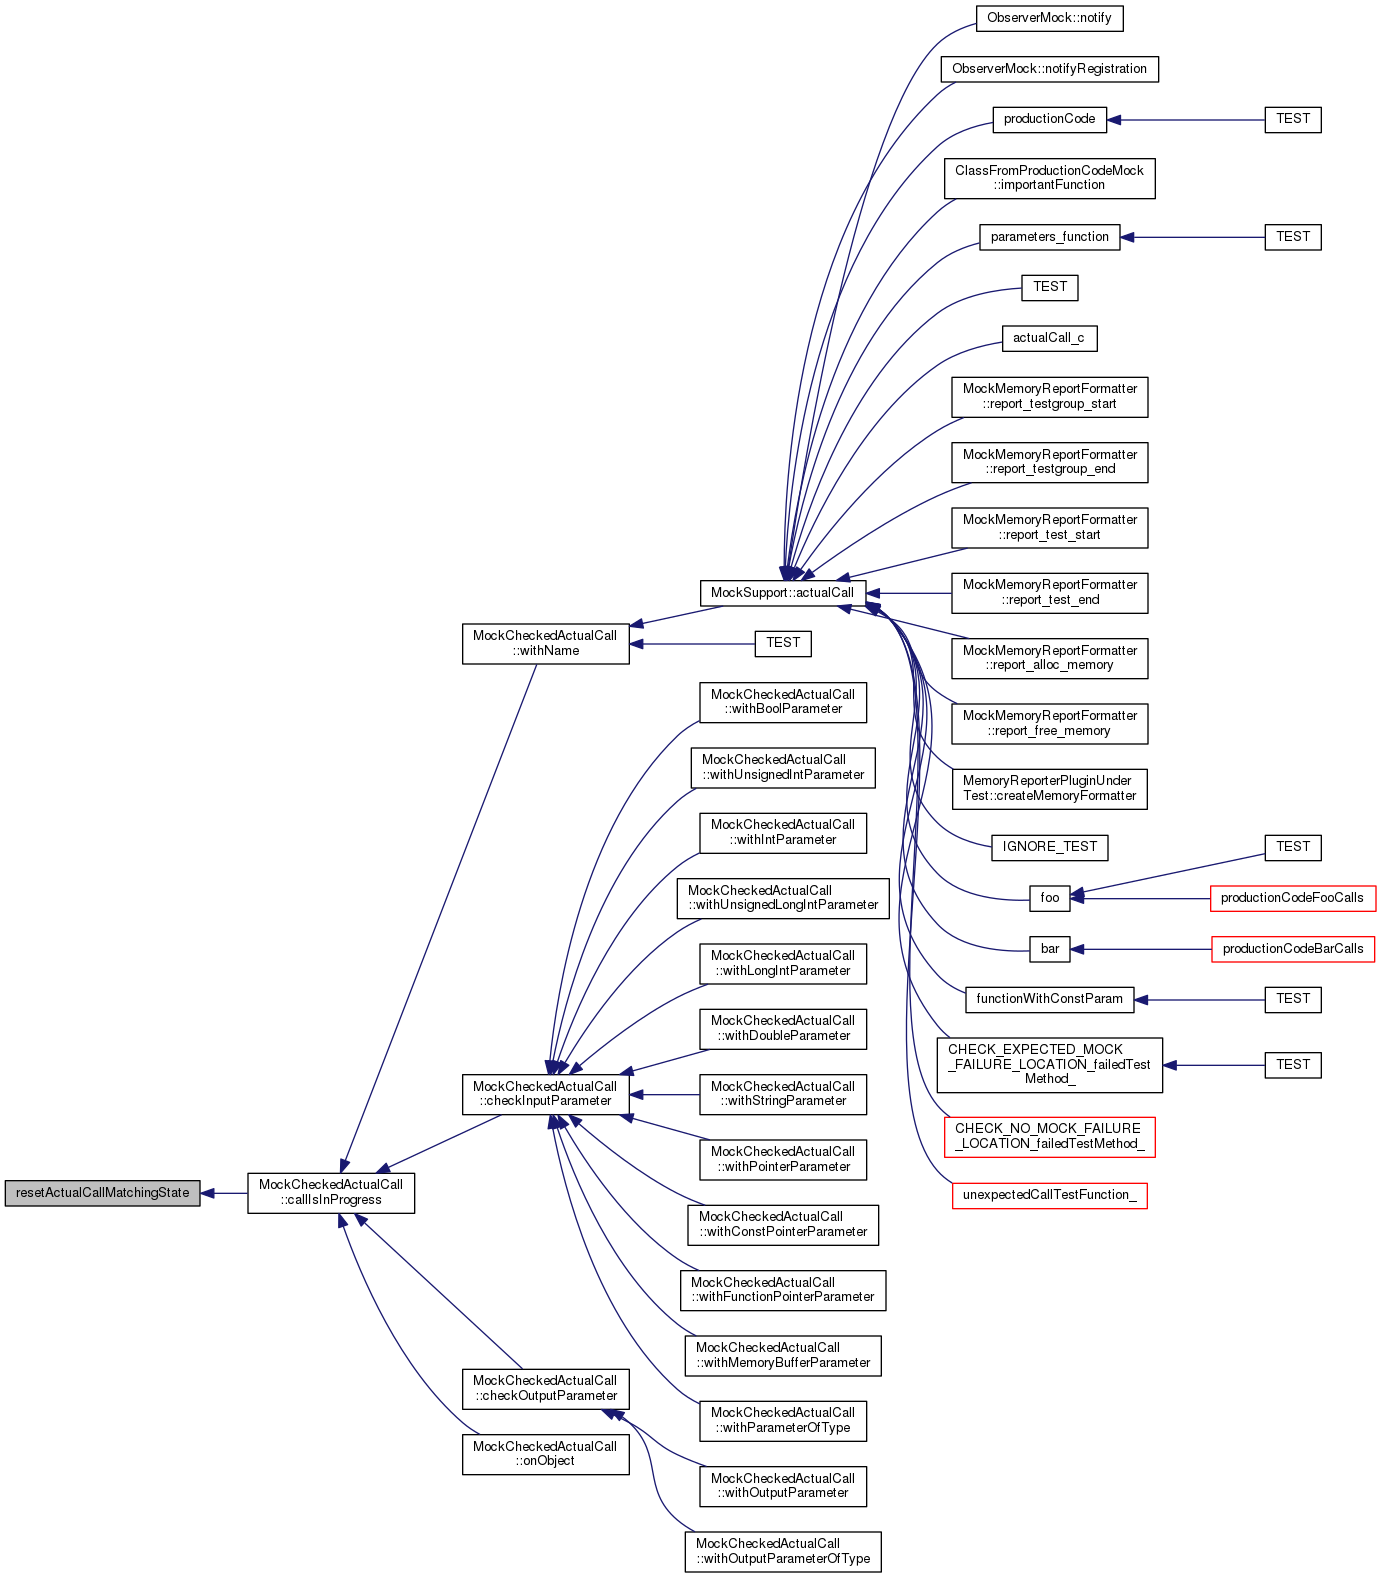 ObserverMock::notify
ObserverMock::notifyRegistration
productionCode
TEST
ClassFromProductionCodeMock
::importantFunction
parameters_function
TEST
TEST
actualCall_c
MockMemoryReportFormatter
::report_testgroup_start
MockMemoryReportFormatter
::report_testgroup_end
MockMemoryReportFormatter
::report_test_start
MockSupport::actualCall
MockMemoryReportFormatter
::report_test_end
MockCheckedActualCall
::withName
TEST
MockMemoryReportFormatter
::report_alloc_memory
MockCheckedActualCall
::withBoolParameter
MockMemoryReportFormatter
::report_free_memory
MockCheckedActualCall
::withUnsignedIntParameter
MemoryReporterPluginUnder
Test::createMemoryFormatter
MockCheckedActualCall
::withIntParameter
IGNORE_TEST
TEST
MockCheckedActualCall
::withUnsignedLongIntParameter
foo
productionCodeFooCalls
MockCheckedActualCall
::withLongIntParameter
bar
productionCodeBarCalls
functionWithConstParam
TEST
MockCheckedActualCall
::withDoubleParameter
CHECK_EXPECTED_MOCK
_FAILURE_LOCATION_failedTest
Method_
TEST
MockCheckedActualCall
::checkInputParameter
MockCheckedActualCall
::withStringParameter
CHECK_NO_MOCK_FAILURE
_LOCATION_failedTestMethod_
MockCheckedActualCall
::withPointerParameter
resetActualCallMatchingState
MockCheckedActualCall
::callIsInProgress
unexpectedCallTestFunction_
MockCheckedActualCall
::withConstPointerParameter
MockCheckedActualCall
::withFunctionPointerParameter
MockCheckedActualCall
::withMemoryBufferParameter
MockCheckedActualCall
::checkOutputParameter
MockCheckedActualCall
::withParameterOfType
MockCheckedActualCall
::onObject
MockCheckedActualCall
::withOutputParameter
MockCheckedActualCall
::withOutputParameterOfType